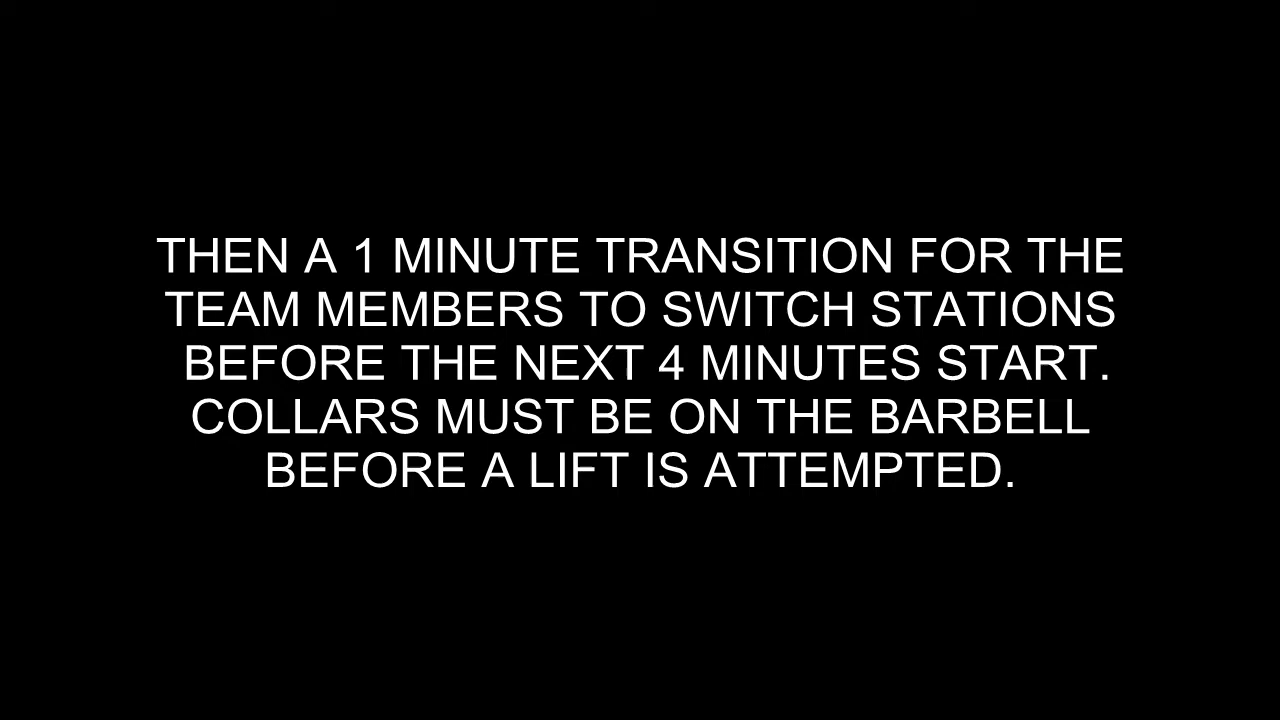 THEN A 1 MINUTE TRANSITION FOR THE
TEAM MEMBERS TO SWITCH STATIONS
BEFORE THE NEXT 4 MINUTES START.
COLLARS MUST BE ON THE BARBELL
BEFORE A LIFT IS ATTEMPTED.